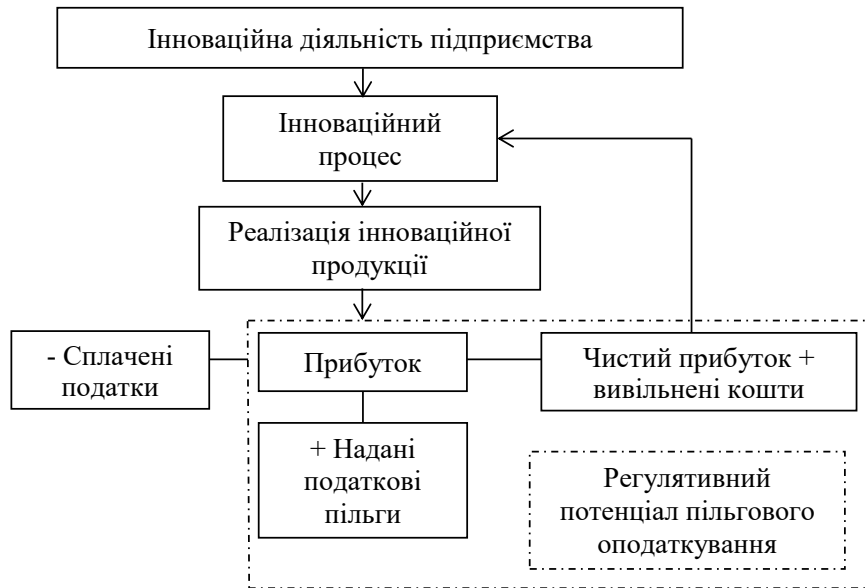 Інноваційна діяльність підприємства
Інноваційний
процес
Реалізація інноваційної
продукції
- Сплачені
податки
Прибуток
Чистий прибуток +
вивільнені кошти
+ Надані
податкові
пільги
Регулятивний
потенціал пільгового
оподаткування